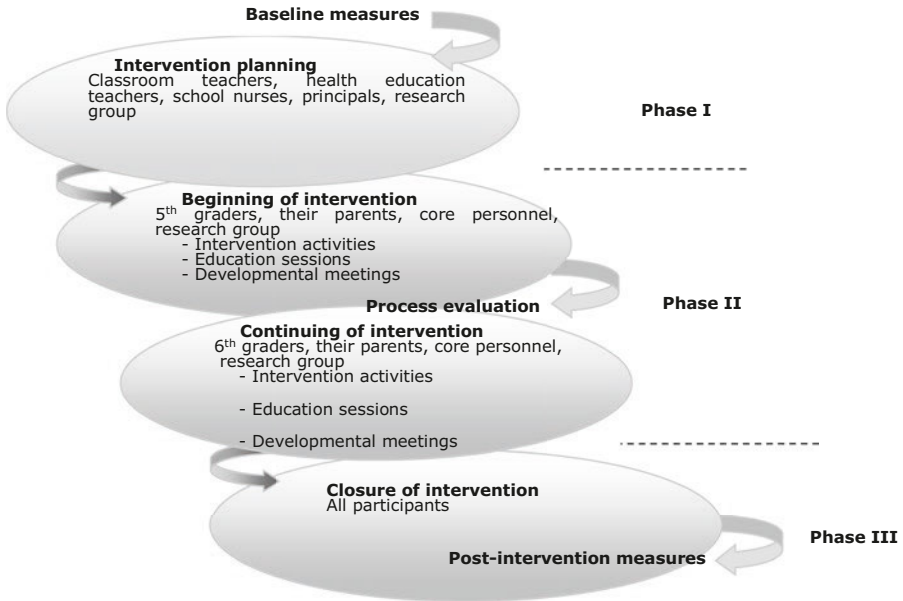 Baseline measures
Intervention planning
Classroom teachers, health education
teachers, school nurses, principals, research
group
Phase I
Beginning of intervention
5th graders, their parents, core personnel,
research group
- Intervention activities
- Education sessions
- Developmental meetings
Process evaluation
Phase II
Continuing of intervention
6th graders, their parents, core personnel,
research group
- Intervention activities
- Education sessions
- Developmental meetings
Closure of intervention
All participants
Phase III
Post-intervention measures